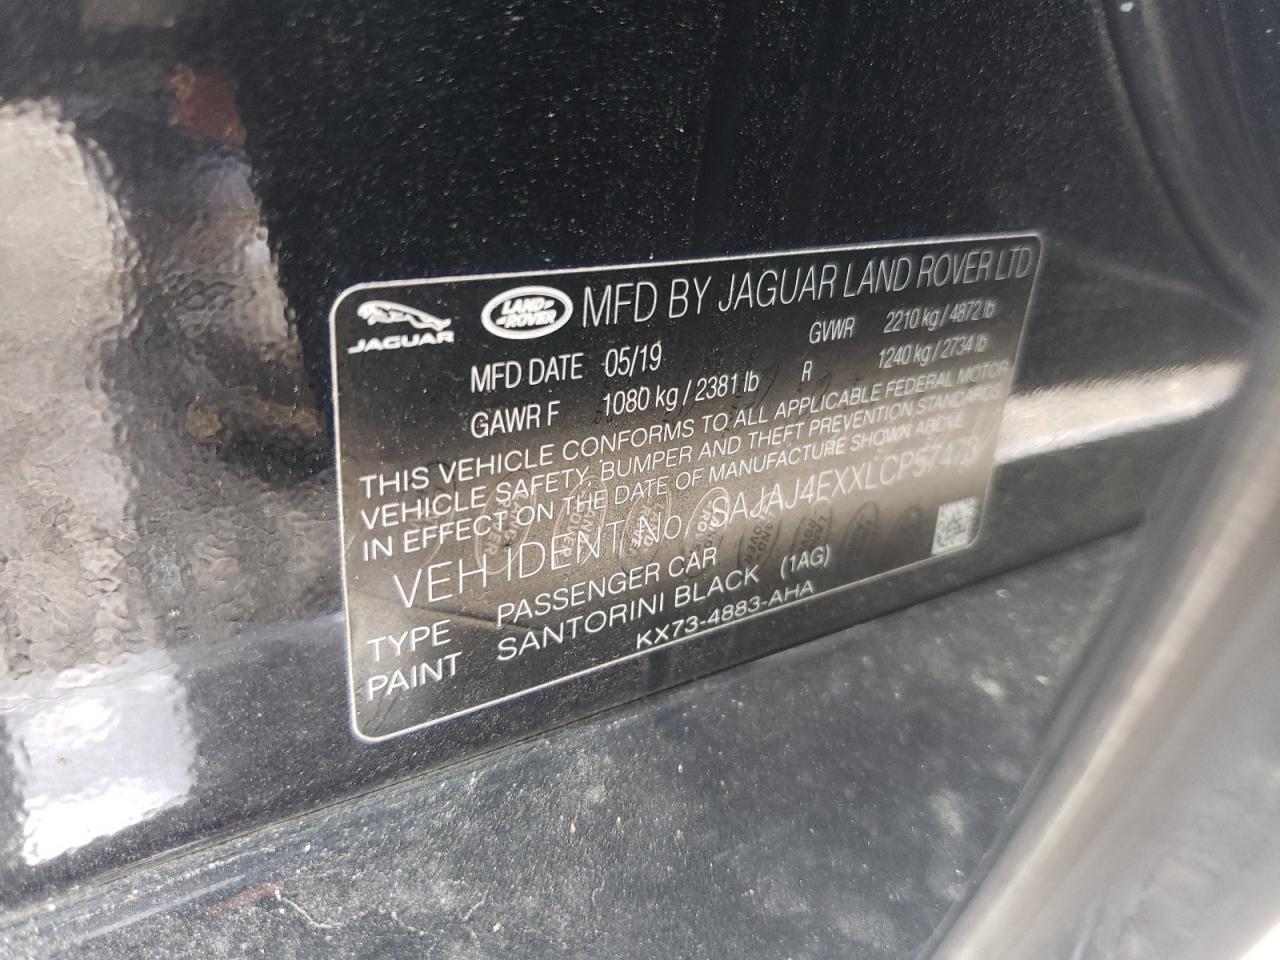 JAGUAR
LAND ROVER
MFD BY JAGUAR LAND ROVER LTD
MFD DATE 05/19 GVWR 2210 kg / 4872 lb
GAWR F 1080 kg / 2381 lb R 1240 kg / 2734 lb
THIS VEHICLE CONFORMS TO ALL APPLICABLE FEDERAL MOTOR
VEHICLE SAFETY, BUMPER AND THEFT PREVENTION STANDARDS
IN EFFECT ON THE DATE OF MANUFACTURE SHOWN ABOVE
VEH IDENT No SAJAJ4EXXLCP57473
TYPE PASSENGER CAR
PAINT SANTORINI BLACK (1AG)
KX73-4883-AHA